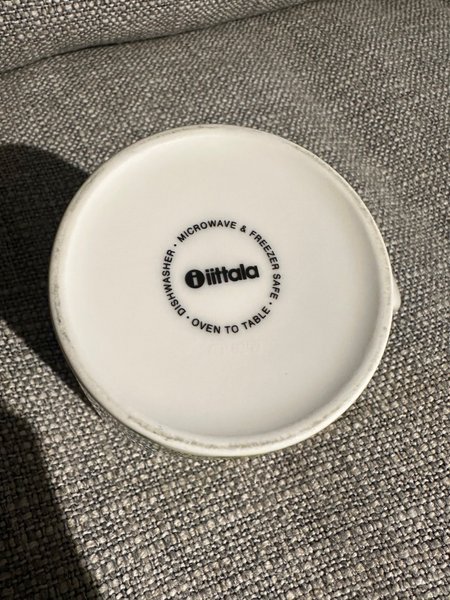 DISHWASHER • MICROWAVE & FREEZER SAFE • OVEN TO TABLE •
i iittala